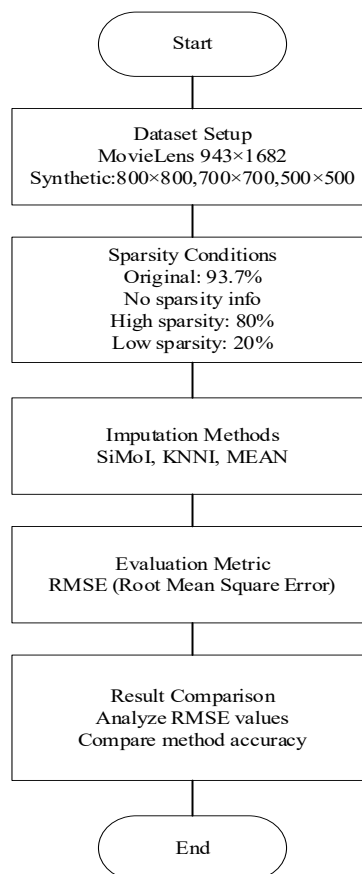 Start
Dataset Setup
MovieLens 943×1682
Synthetic:800×800,700×700,500×500
Sparsity Conditions
Original: 93.7%
No sparsity info
High sparsity: 80%
Low sparsity: 20%
Imputation Methods
SiMoI, KNNI, MEAN
Evaluation Metric
RMSE (Root Mean Square Error)
Result Comparison
Analyze RMSE values
Compare method accuracy
End